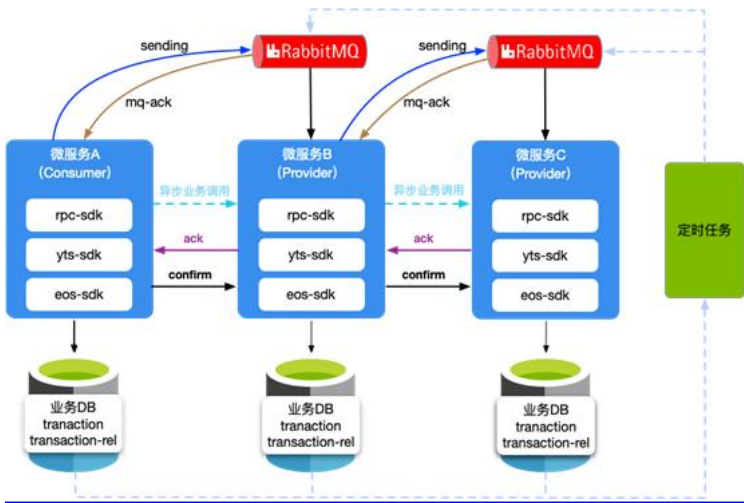 sending
RabbitMQ
sending
RabbitMQ
mq-ack
mq-ack
微服务A
(Consumer)
微服务B
(Provider)
微服务C
(Provider)
异步业务调用
异步业务调用
rpc-sdk
rpc-sdk
rpc-sdk
定时任务
ack
ack
yts-sdk
yts-sdk
yts-sdk
confirm
confirm
eos-sdk
eos-sdk
eos-sdk
业务DB
tranaction
transaction-rel
业务DB
tranaction
transaction-rel
业务DB
tranaction
transaction-rel